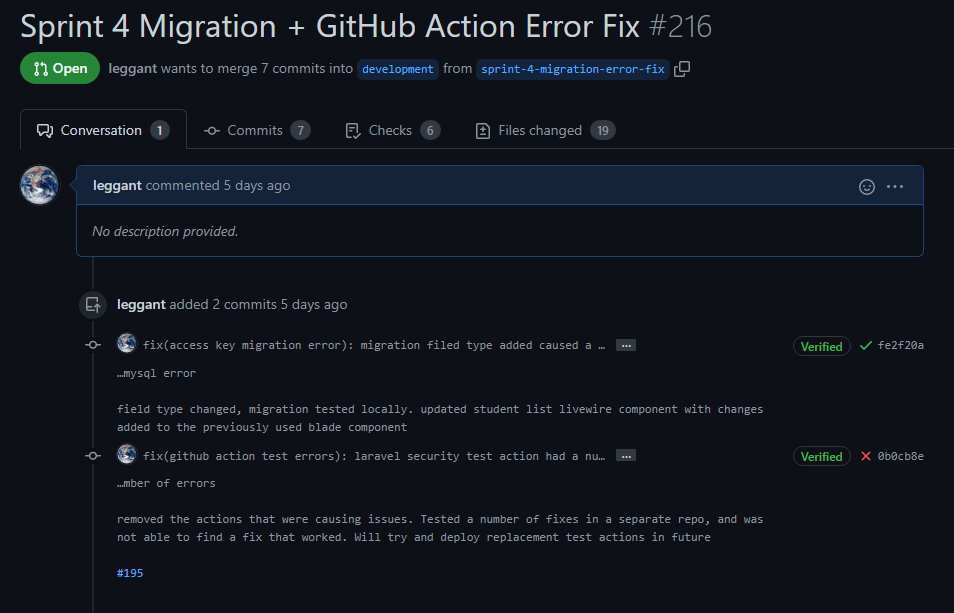 Sprint 4 Migration + GitHub Action Error Fix #216
Open leggant wants to merge 7 commits into development from sprint-4-migration-error-fix
Conversation 1 Commits 7 Checks 6 Files changed 19
leggant commented 5 days ago
No description provided.
leggant added 2 commits 5 days ago
fix(access key migration error): migration filed type added caused a … … Verified fe2f20a
…mysql error
field type changed, migration tested locally. updated student list livewire component with changes
added to the previously used blade component
fix(github action test errors): laravel security test action had a nu… … Verified 0b0cb8e
…mber of errors
removed the actions that were causing issues. Tested a number of fixes in a separate repo, and was
not able to find a fix that worked. Will try and deploy replacement test actions in future
#195